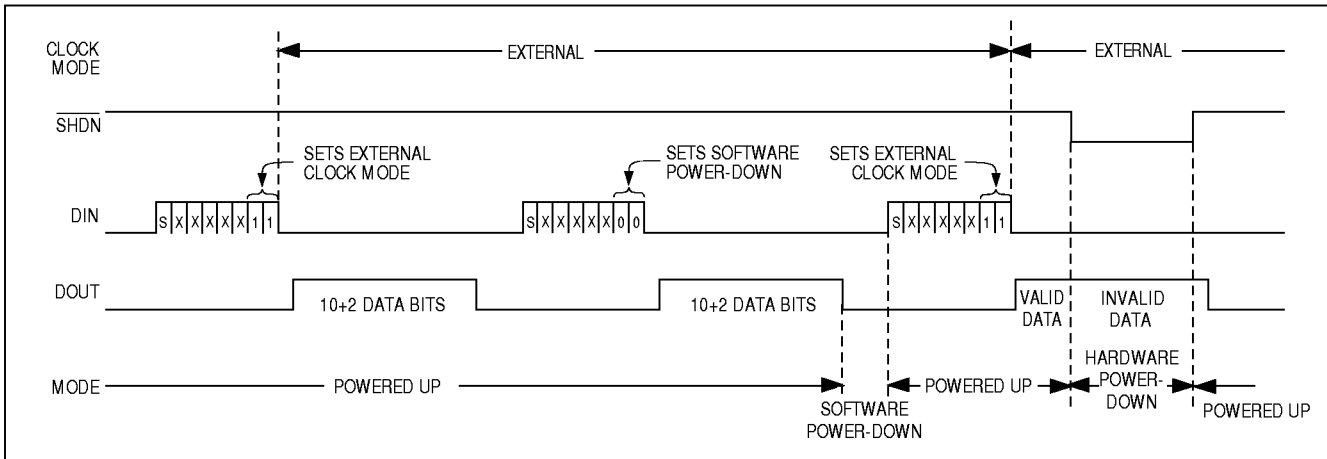 CLOCK
MODE
EXTERNAL
EXTERNAL
SHDN
SETS EXTERNAL
CLOCK MODE
SETS SOFTWARE
POWER-DOWN
SETS EXTERNAL
CLOCK MODE
DIN
S X X X X X 1 1
S X X X X X 0 0
S X X X X X 1 1
DOUT
10+2 DATA BITS
10+2 DATA BITS
VALID
DATA
INVALID
DATA
MODE
POWERED UP
SOFTWARE
POWER-DOWN
POWERED UP
HARDWARE
POWER-
DOWN
POWERED UP